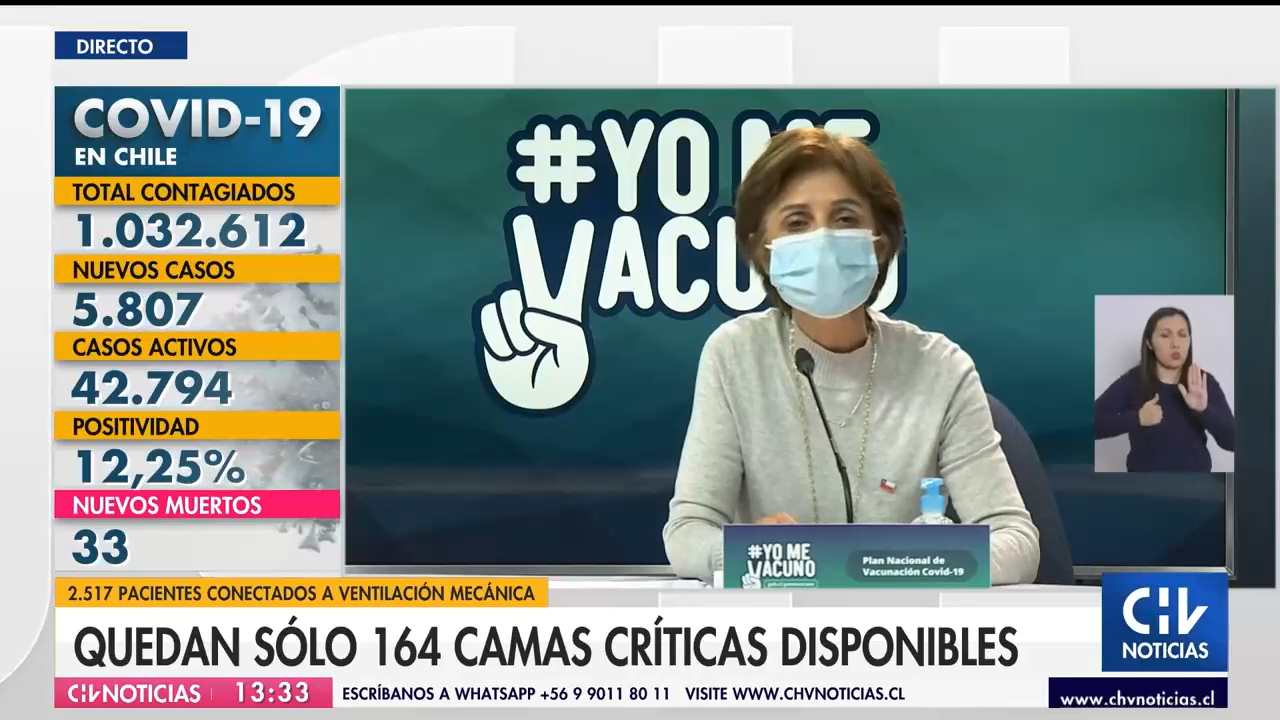 DIRECTO
COVID-19
EN CHILE
TOTAL CONTAGIADOS
1.032.612
NUEVOS CASOS
5.807
CASOS ACTIVOS
42.794
POSITIVIDAD
12,25%
NUEVOS MUERTOS
33
#YO ME
VACUNO
#YO ME
VACUNO
Plan Nacional de
Vacunación Covid-19
2.517 PACIENTES CONECTADOS A VENTILACIÓN MECÁNICA
QUEDAN SÓLO 164 CAMAS CRÍTICAS DISPONIBLES
CHV
NOTICIAS
CHVNOTICIAS 13:33 ESCRÍBANOS A WHATSAPP +56 9 9011 80 11 VISITE WWW.CHVNOTICIAS.CL
www.chvnoticias.cl